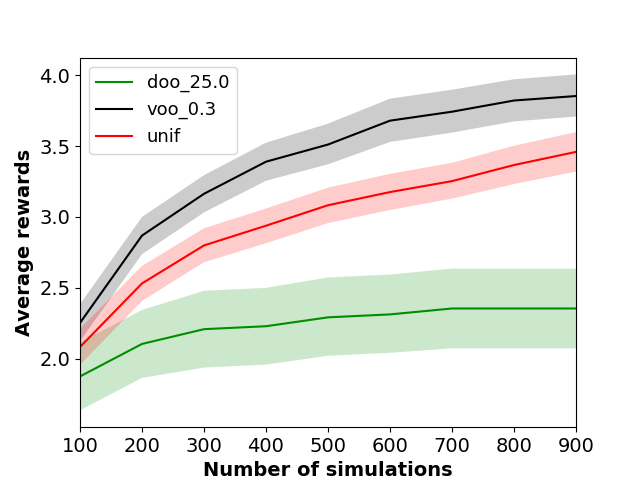 doo_25.0
voo_0.3
unif
Average rewards
4.0
3.5
3.0
2.5
2.0
100 200 300 400 500 600 700 800 900
Number of simulations